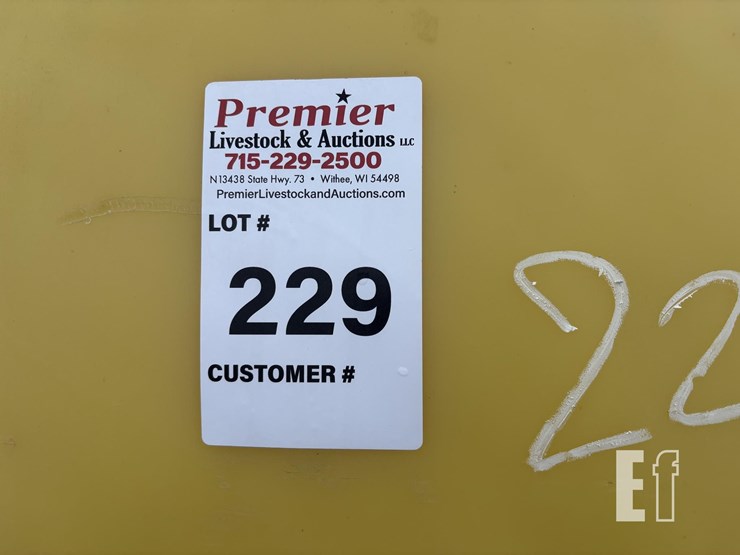 Premier
Livestock & Auctions LLC
715-229-2500
N13438 State Hwy. 73 • Withee, WI 54498
PremierLivestockandAuctions.com
LOT #
229
CUSTOMER #
22
Ef